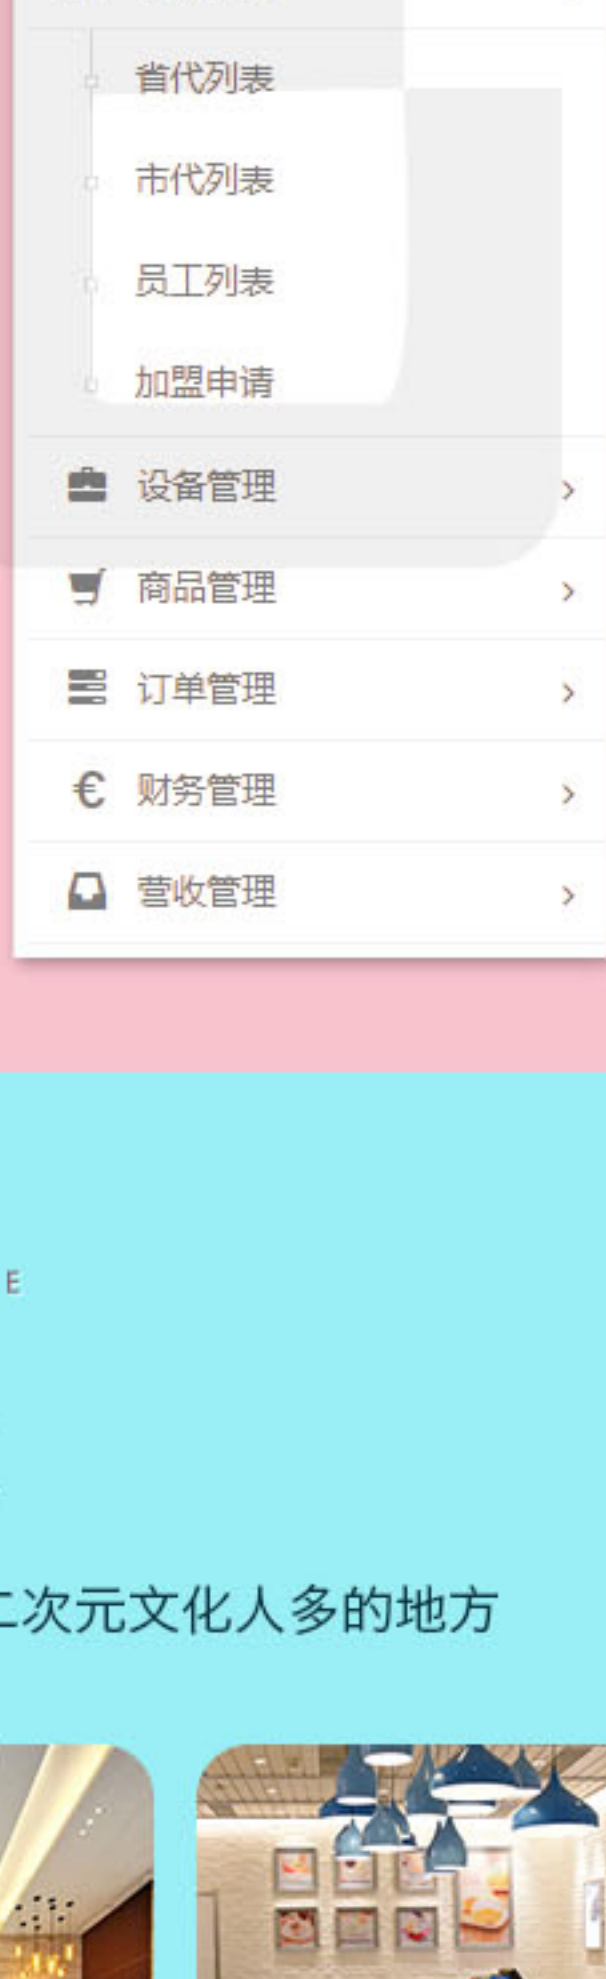 省代列表
市代列表
员工列表
加盟申请
设备管理
商品管理
订单管理
€ 财务管理
营收管理
E
二次元文化人多的地方